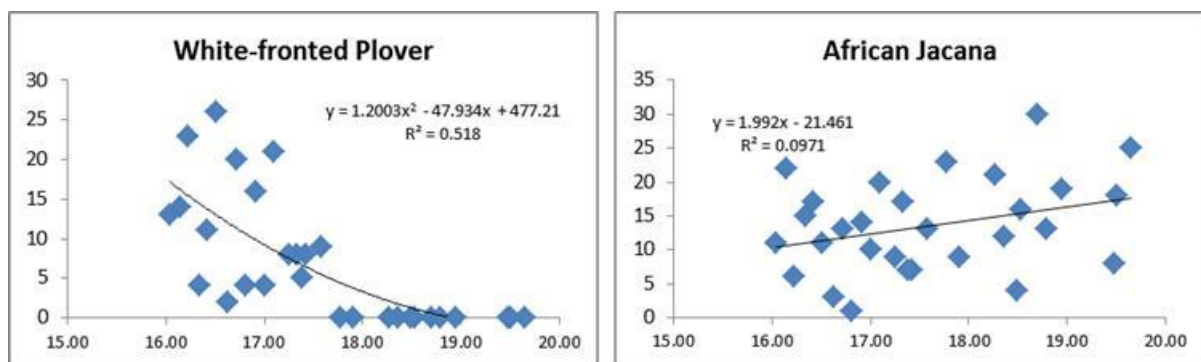 White-fronted Plover
30
25
20
15
10
5
0
y = 1.2003x² - 47.934x + 477.21
R² = 0.518
15.00 16.00 17.00 18.00 19.00 20.00
African Jacana
35
30
25
20
15
10
5
0
y = 1.992x - 21.461
R² = 0.0971
15.00 16.00 17.00 18.00 19.00 20.00